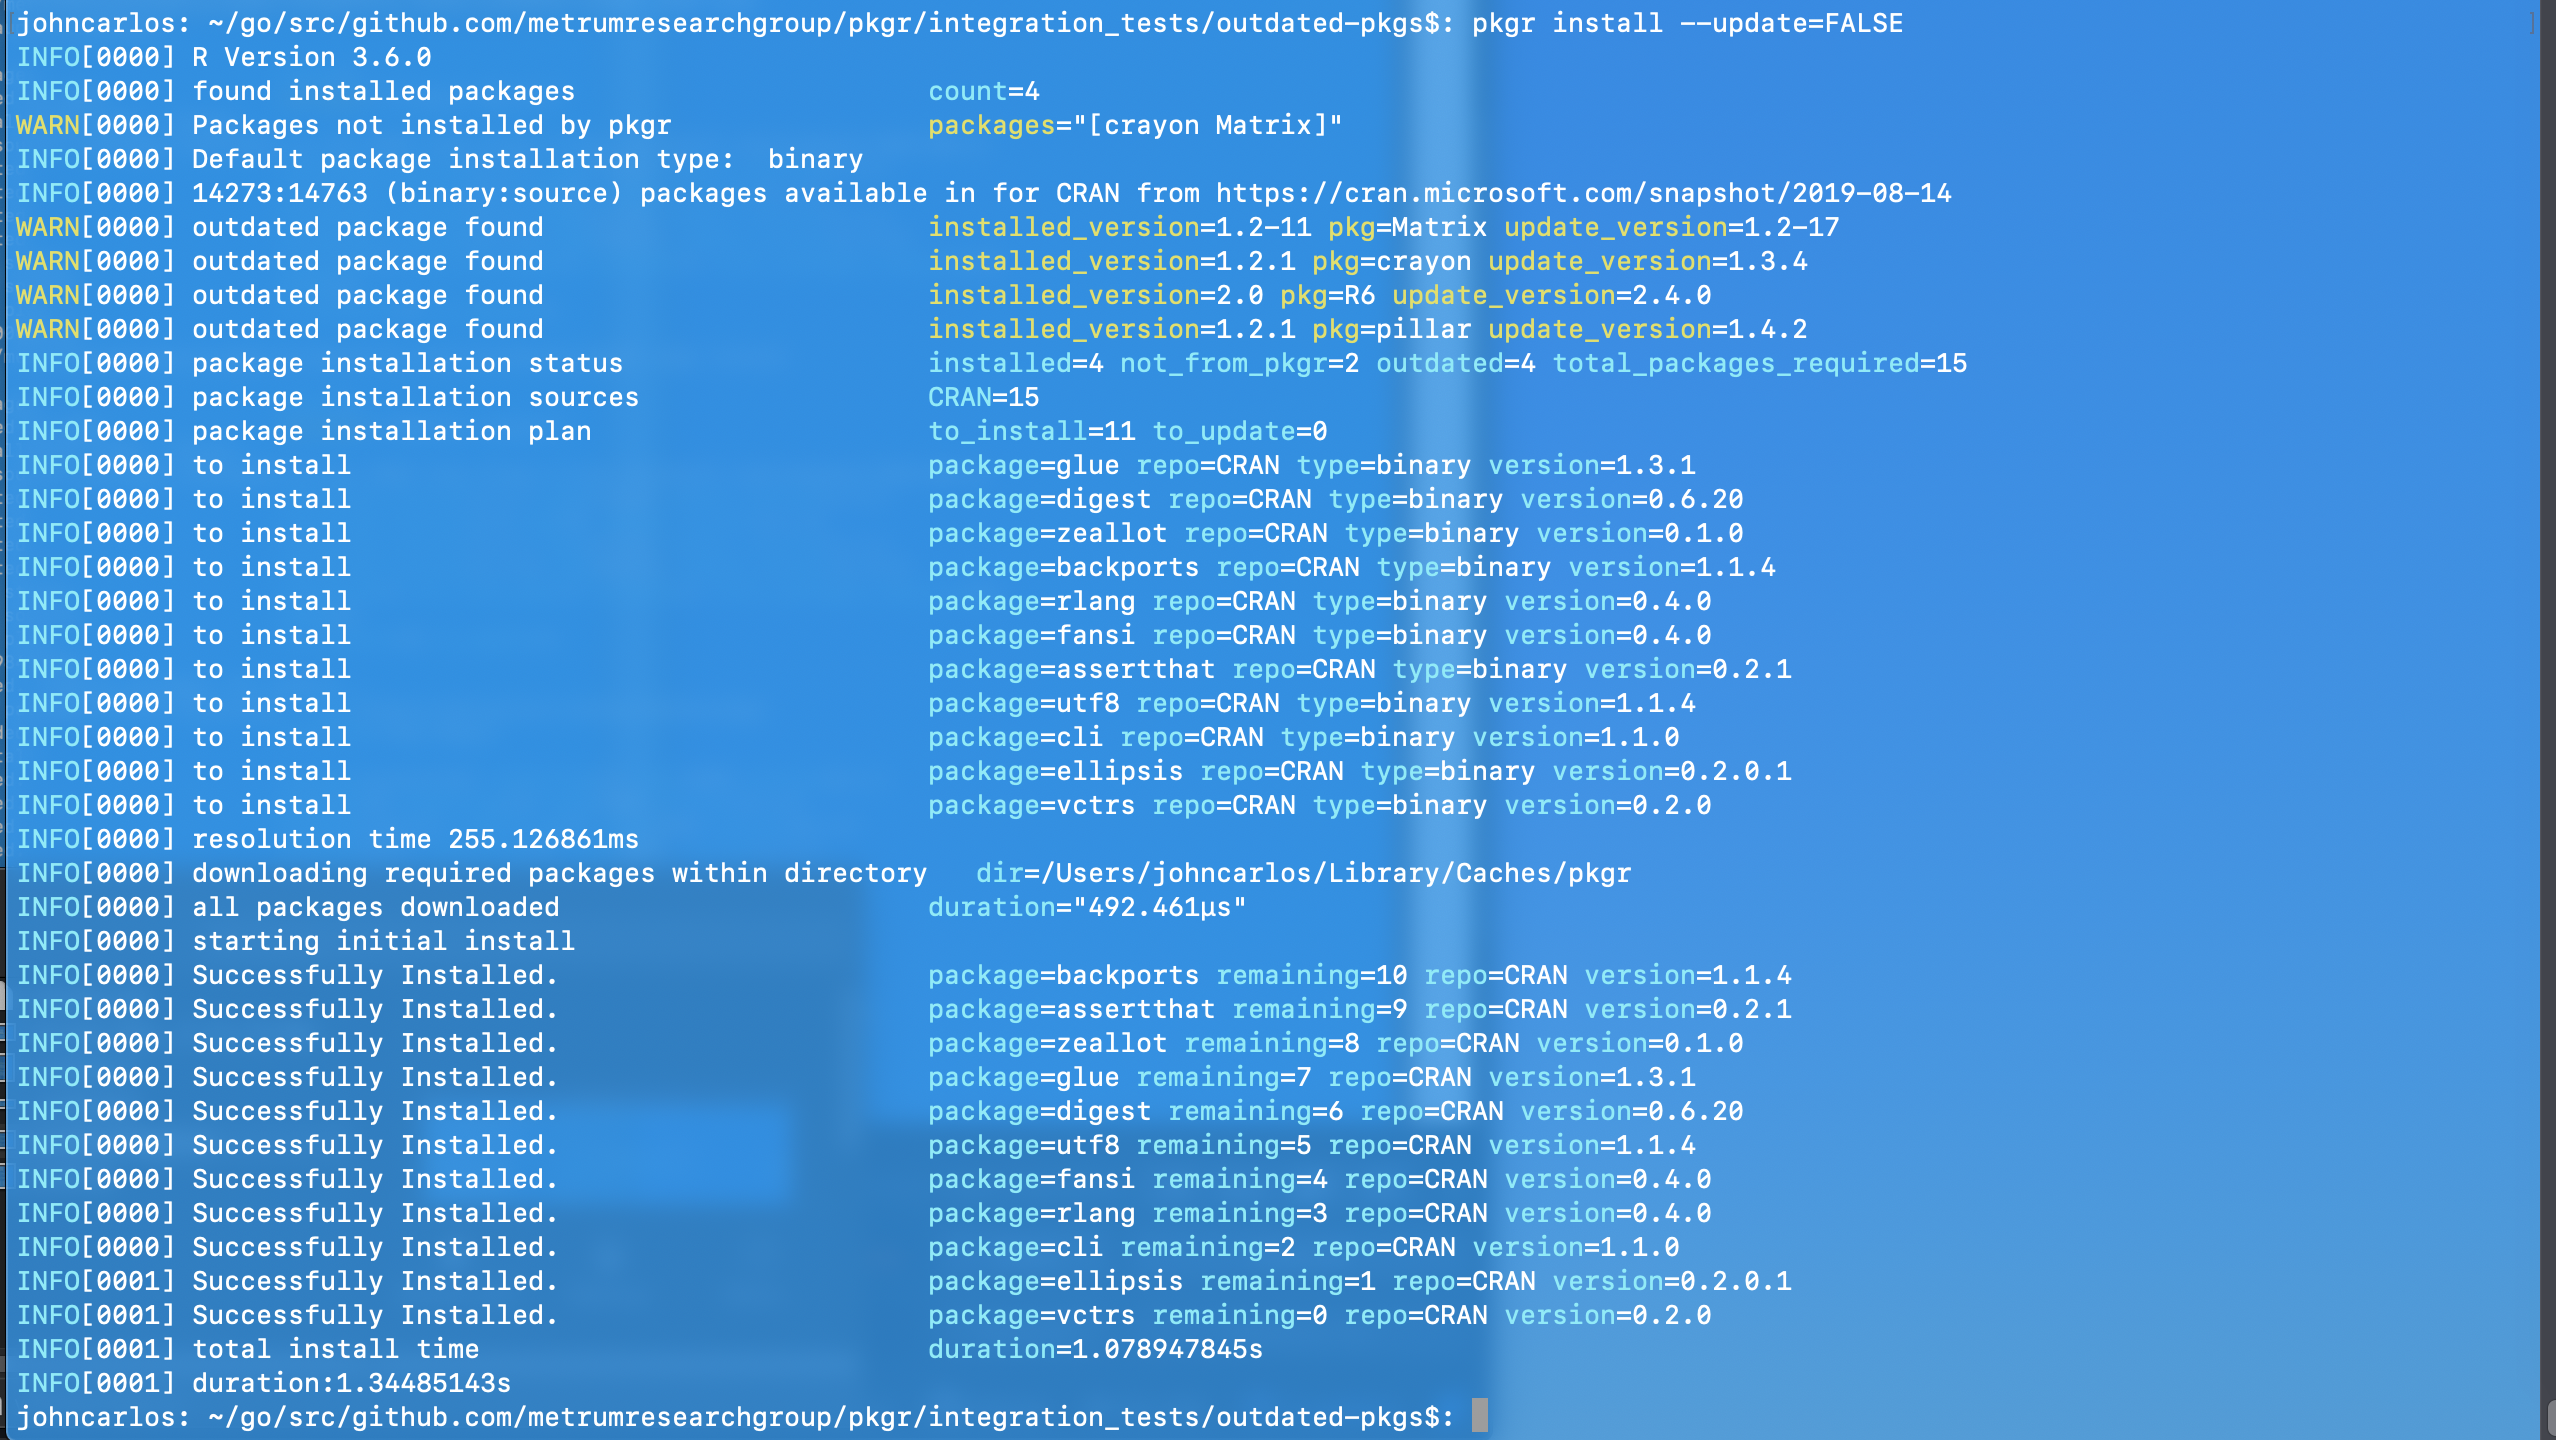 johncarlos: ~/go/src/github.com/metrumresearchgroup/pkgr/integration_tests/outdated-pkgs$: pkgr install --update=FALSE
INFO[0000] R Version 3.6.0
INFO[0000] found installed packages                      count=4
WARN[0000] Packages not installed by pkgr                packages="[crayon Matrix]"
INFO[0000] Default package installation type:  binary
INFO[0000] 14273:14763 (binary:source) packages available in for CRAN from https://cran.microsoft.com/snapshot/2019-08-14
WARN[0000] outdated package found                        installed_version=1.2-11 pkg=Matrix update_version=1.2-17
WARN[0000] outdated package found                        installed_version=1.2.1 pkg=crayon update_version=1.3.4
WARN[0000] outdated package found                        installed_version=2.0 pkg=R6 update_version=2.4.0
WARN[0000] outdated package found                        installed_version=1.2.1 pkg=pillar update_version=1.4.2
INFO[0000] package installation status                   installed=4 not_from_pkgr=2 outdated=4 total_packages_required=15
INFO[0000] package installation sources                  CRAN=15
INFO[0000] package installation plan                     to_install=11 to_update=0
INFO[0000] to install                                    package=glue repo=CRAN type=binary version=1.3.1
INFO[0000] to install                                    package=digest repo=CRAN type=binary version=0.6.20
INFO[0000] to install                                    package=zeallot repo=CRAN type=binary version=0.1.0
INFO[0000] to install                                    package=backports repo=CRAN type=binary version=1.1.4
INFO[0000] to install                                    package=rlang repo=CRAN type=binary version=0.4.0
INFO[0000] to install                                    package=fansi repo=CRAN type=binary version=0.4.0
INFO[0000] to install                                    package=assertthat repo=CRAN type=binary version=0.2.1
INFO[0000] to install                                    package=utf8 repo=CRAN type=binary version=1.1.4
INFO[0000] to install                                    package=cli repo=CRAN type=binary version=1.1.0
INFO[0000] to install                                    package=ellipsis repo=CRAN type=binary version=0.2.0.1
INFO[0000] to install                                    package=vctrs repo=CRAN type=binary version=0.2.0
INFO[0000] resolution time 255.126861ms
INFO[0000] downloading required packages within directory   dir=/Users/johncarlos/Library/Caches/pkgr
INFO[0000] all packages downloaded                       duration="492.461µs"
INFO[0000] starting initial install
INFO[0000] Successfully Installed.                       package=backports remaining=10 repo=CRAN version=1.1.4
INFO[0000] Successfully Installed.                       package=assertthat remaining=9 repo=CRAN version=0.2.1
INFO[0000] Successfully Installed.                       package=zeallot remaining=8 repo=CRAN version=0.1.0
INFO[0000] Successfully Installed.                       package=glue remaining=7 repo=CRAN version=1.3.1
INFO[0000] Successfully Installed.                       package=digest remaining=6 repo=CRAN version=0.6.20
INFO[0000] Successfully Installed.                       package=utf8 remaining=5 repo=CRAN version=1.1.4
INFO[0000] Successfully Installed.                       package=fansi remaining=4 repo=CRAN version=0.4.0
INFO[0000] Successfully Installed.                       package=rlang remaining=3 repo=CRAN version=0.4.0
INFO[0000] Successfully Installed.                       package=cli remaining=2 repo=CRAN version=1.1.0
INFO[0001] Successfully Installed.                       package=ellipsis remaining=1 repo=CRAN version=0.2.0.1
INFO[0001] Successfully Installed.                       package=vctrs remaining=0 repo=CRAN version=0.2.0
INFO[0001] total install time                            duration=1.078947845s
INFO[0001] duration:1.34485143s
johncarlos: ~/go/src/github.com/metrumresearchgroup/pkgr/integration_tests/outdated-pkgs$: